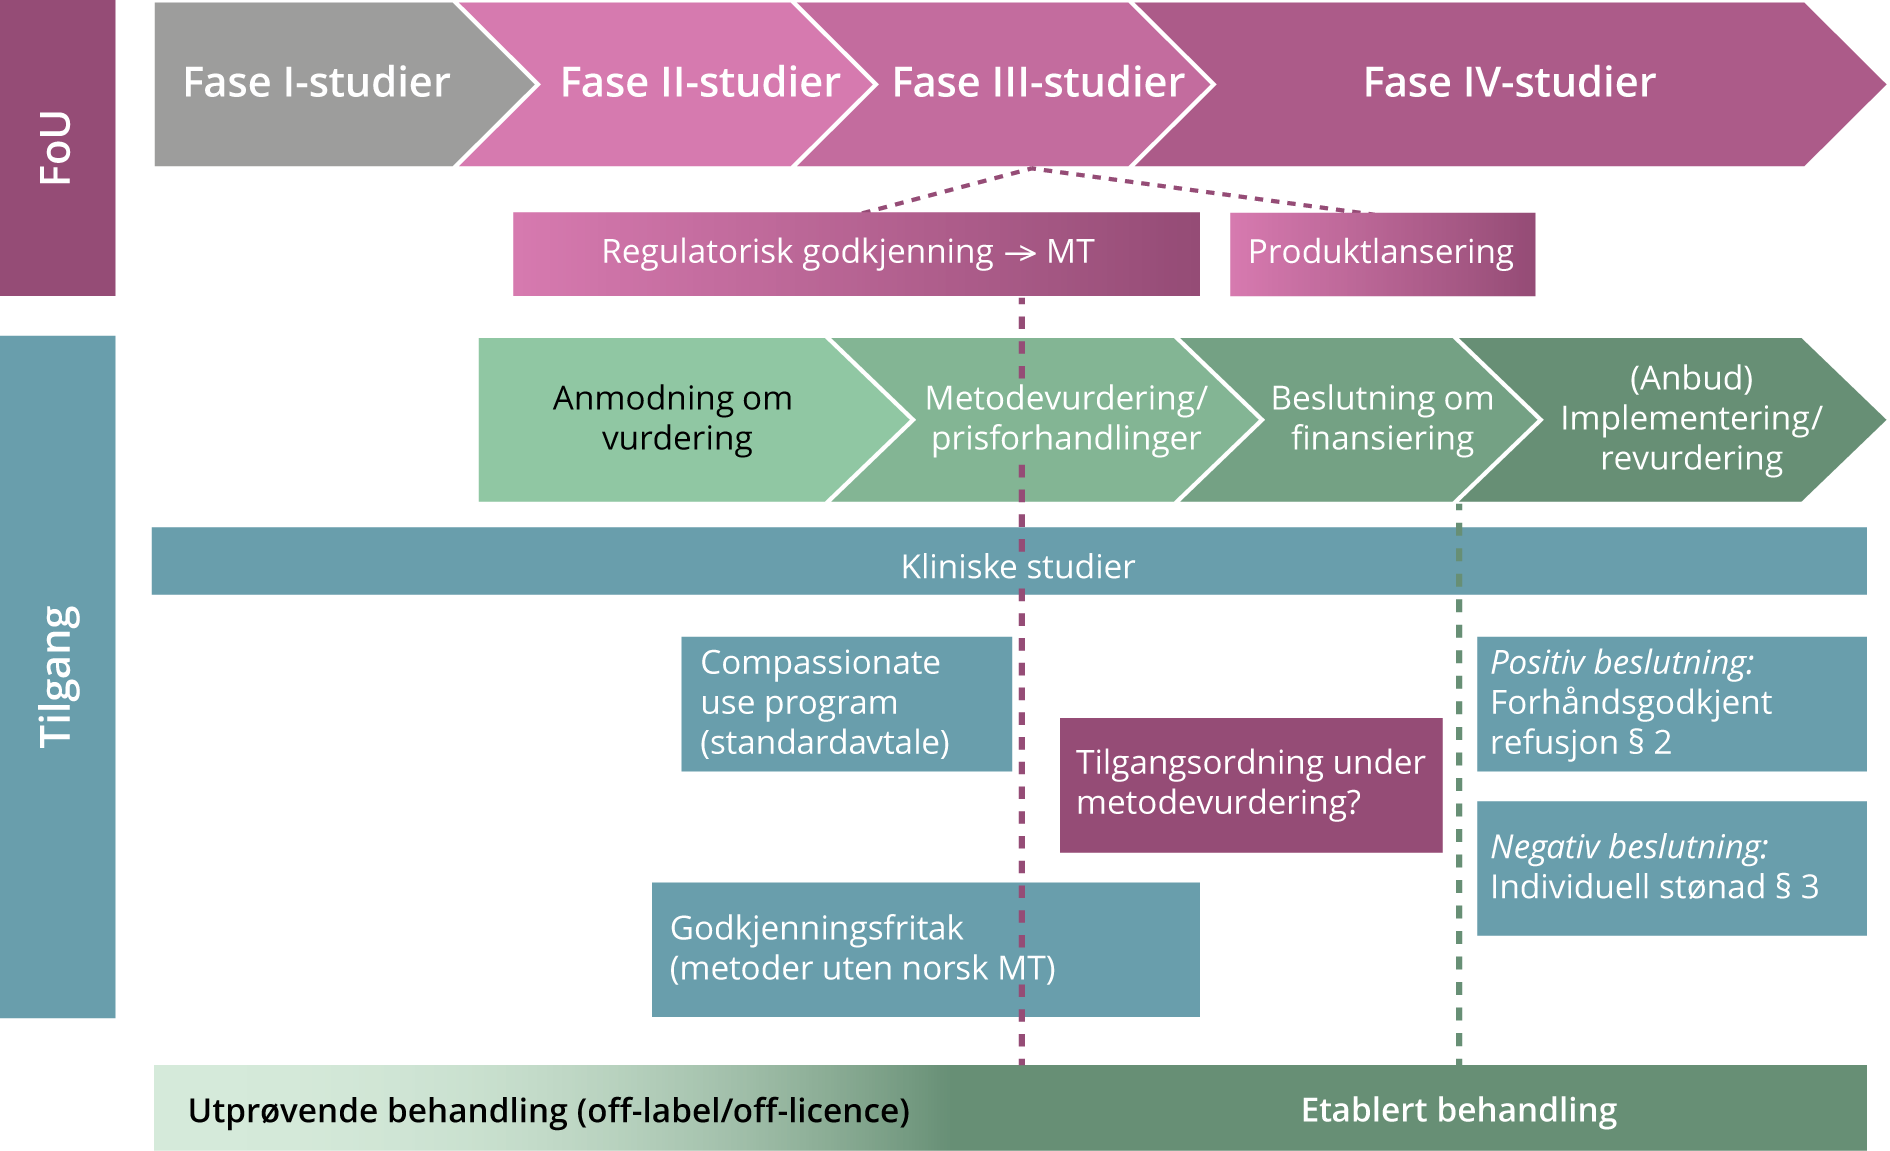 FoU
Fase I-studier
Fase II-studier
Fase III-studier
Fase IV-studier
Regulatorisk godkjenning → MT
Produktlansering
Tilgang
Anmodning om
vurdering
Metodevurdering/
prisforhandlinger
Beslutning om
finansiering
(Anbud)
Implementering/
revurdering
Kliniske studier
Compassionate
use program
(standardavtale)
Tilgangsordning under
metodevurdering?
Positiv beslutning:
Forhåndsgodkjent
refusjon § 2
Negativ beslutning:
Individuell stønad § 3
Godkjenningsfritak
(metoder uten norsk MT)
Utprøvende behandling (off-label/off-licence)
Etablert behandling